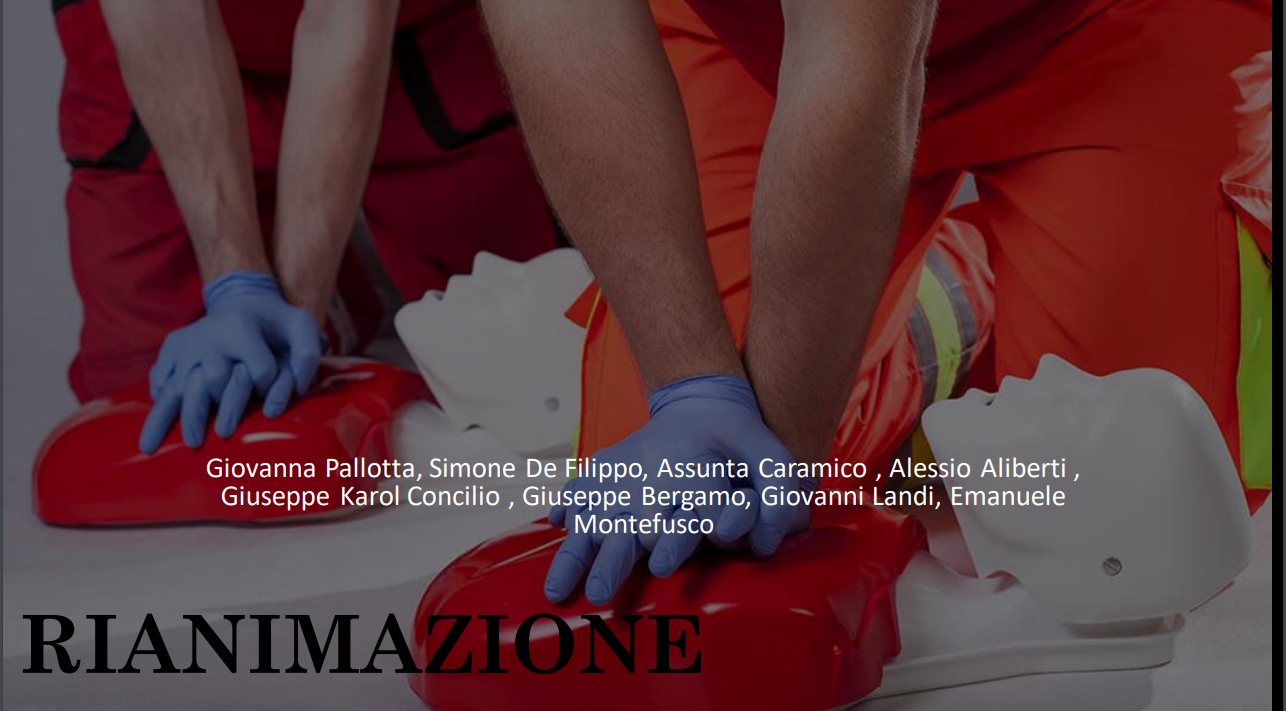 Giovanna Pallotta, Simone De Filippo, Assunta Caramico , Alessio Aliberti ,
Giuseppe Karol Concilio , Giuseppe Bergamo, Giovanni Landi, Emanuele
Montefusco
RIANIMAZIONE